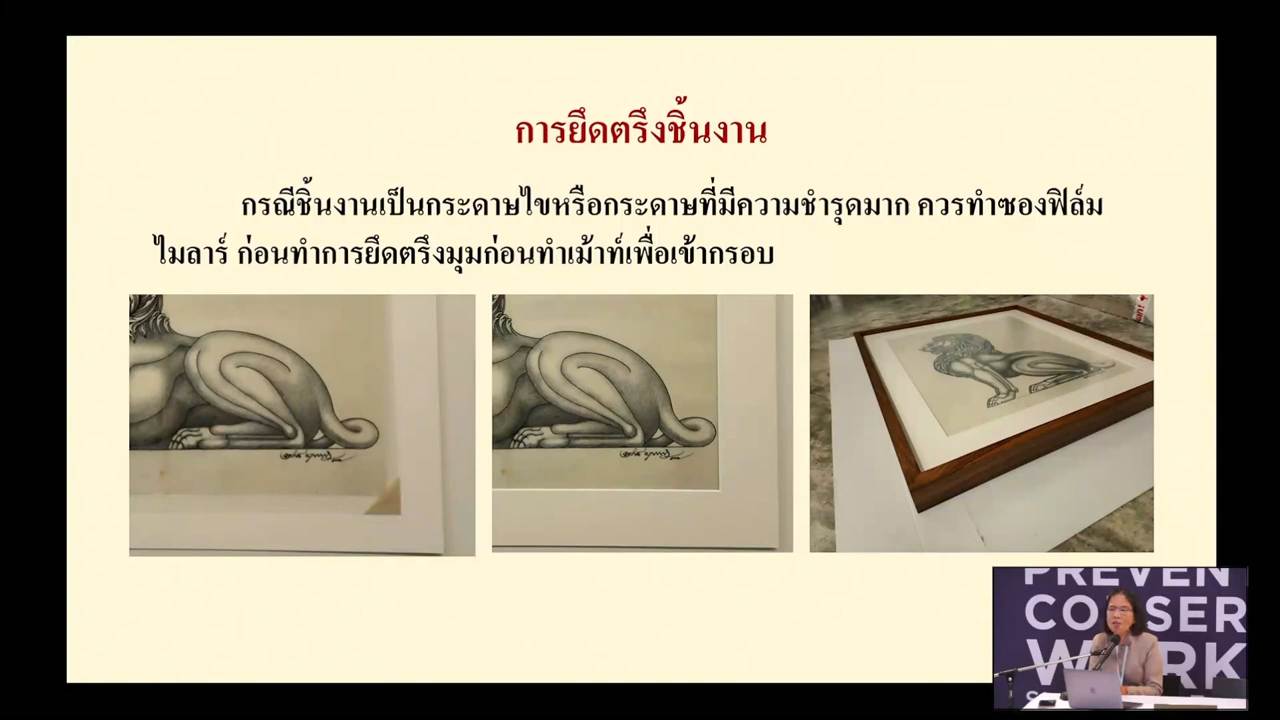 การยึดตรึงชิ้นงาน
กรณีชิ้นงานเป็นกระดาษไขหรือกระดาษที่มีความชำรุดมาก ควรทำซองฟิล์ม
ไมลาร์ ก่อนทำการยึดตรึงมุมก่อนทำเม้าท์เพื่อเข้ากรอบ
PREVEN
CONSER
WORK